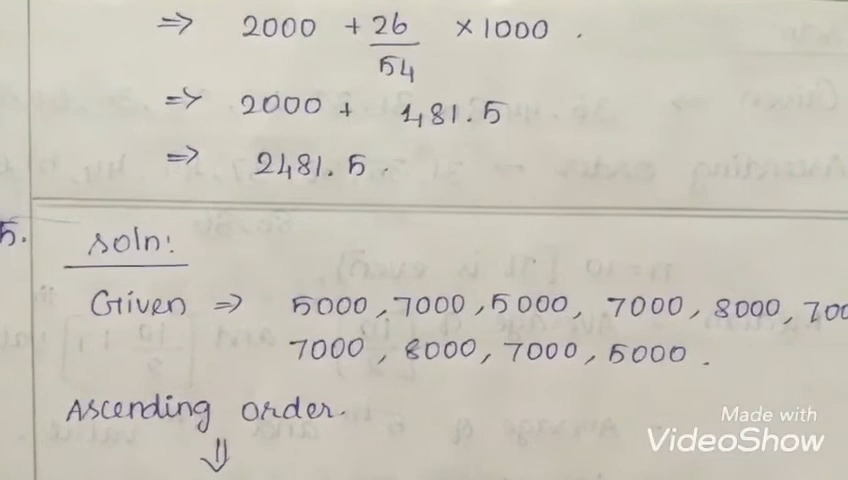 ⇒ 2000 + 26/54 × 1000 .
⇒ 2000 + 481.5
⇒ 2481.5 .
5. soln:
Given ⇒ 5000 , 7000 , 5000 , 7000 , 8000 , 700
7000 , 8000 , 7000 , 5000 .
Ascending order.
⇓
Made with
VideoShow